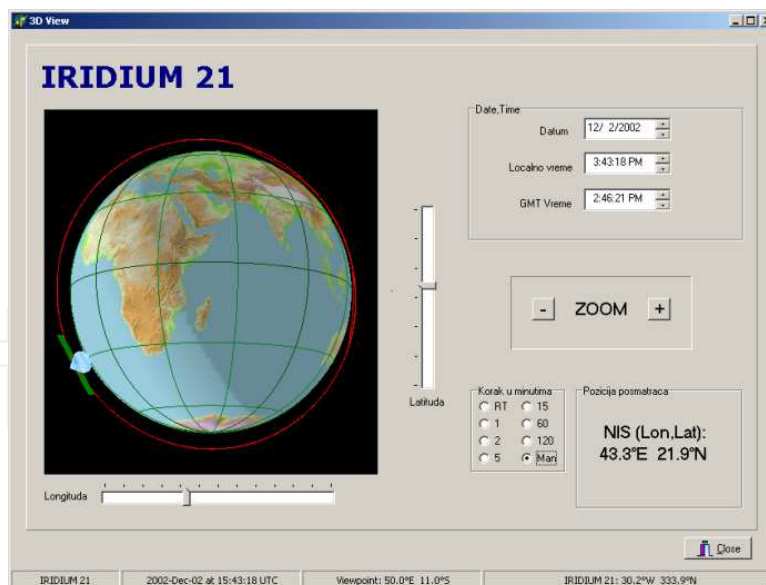 3D View
IRIDIUM 21
Date,Time
Datum 12/ 2/2002
Localno vreme 3:43:18 PM
GMT Vreme 2:46:21 PM
- ZOOM +
Latituda
Korak u minutima
RT 15
1 60
2 120
5 Man
Pozicija posmatraca
NIS (Lon,Lat):
43.3°E 21.9°N
Longituda
Close
IRIDIUM 21 2002-Dec-02 at 15:43:18 UTC Viewpoint: 50.0°E 11.0°S IRIDIUM 21: 30.2°W 333.9°N